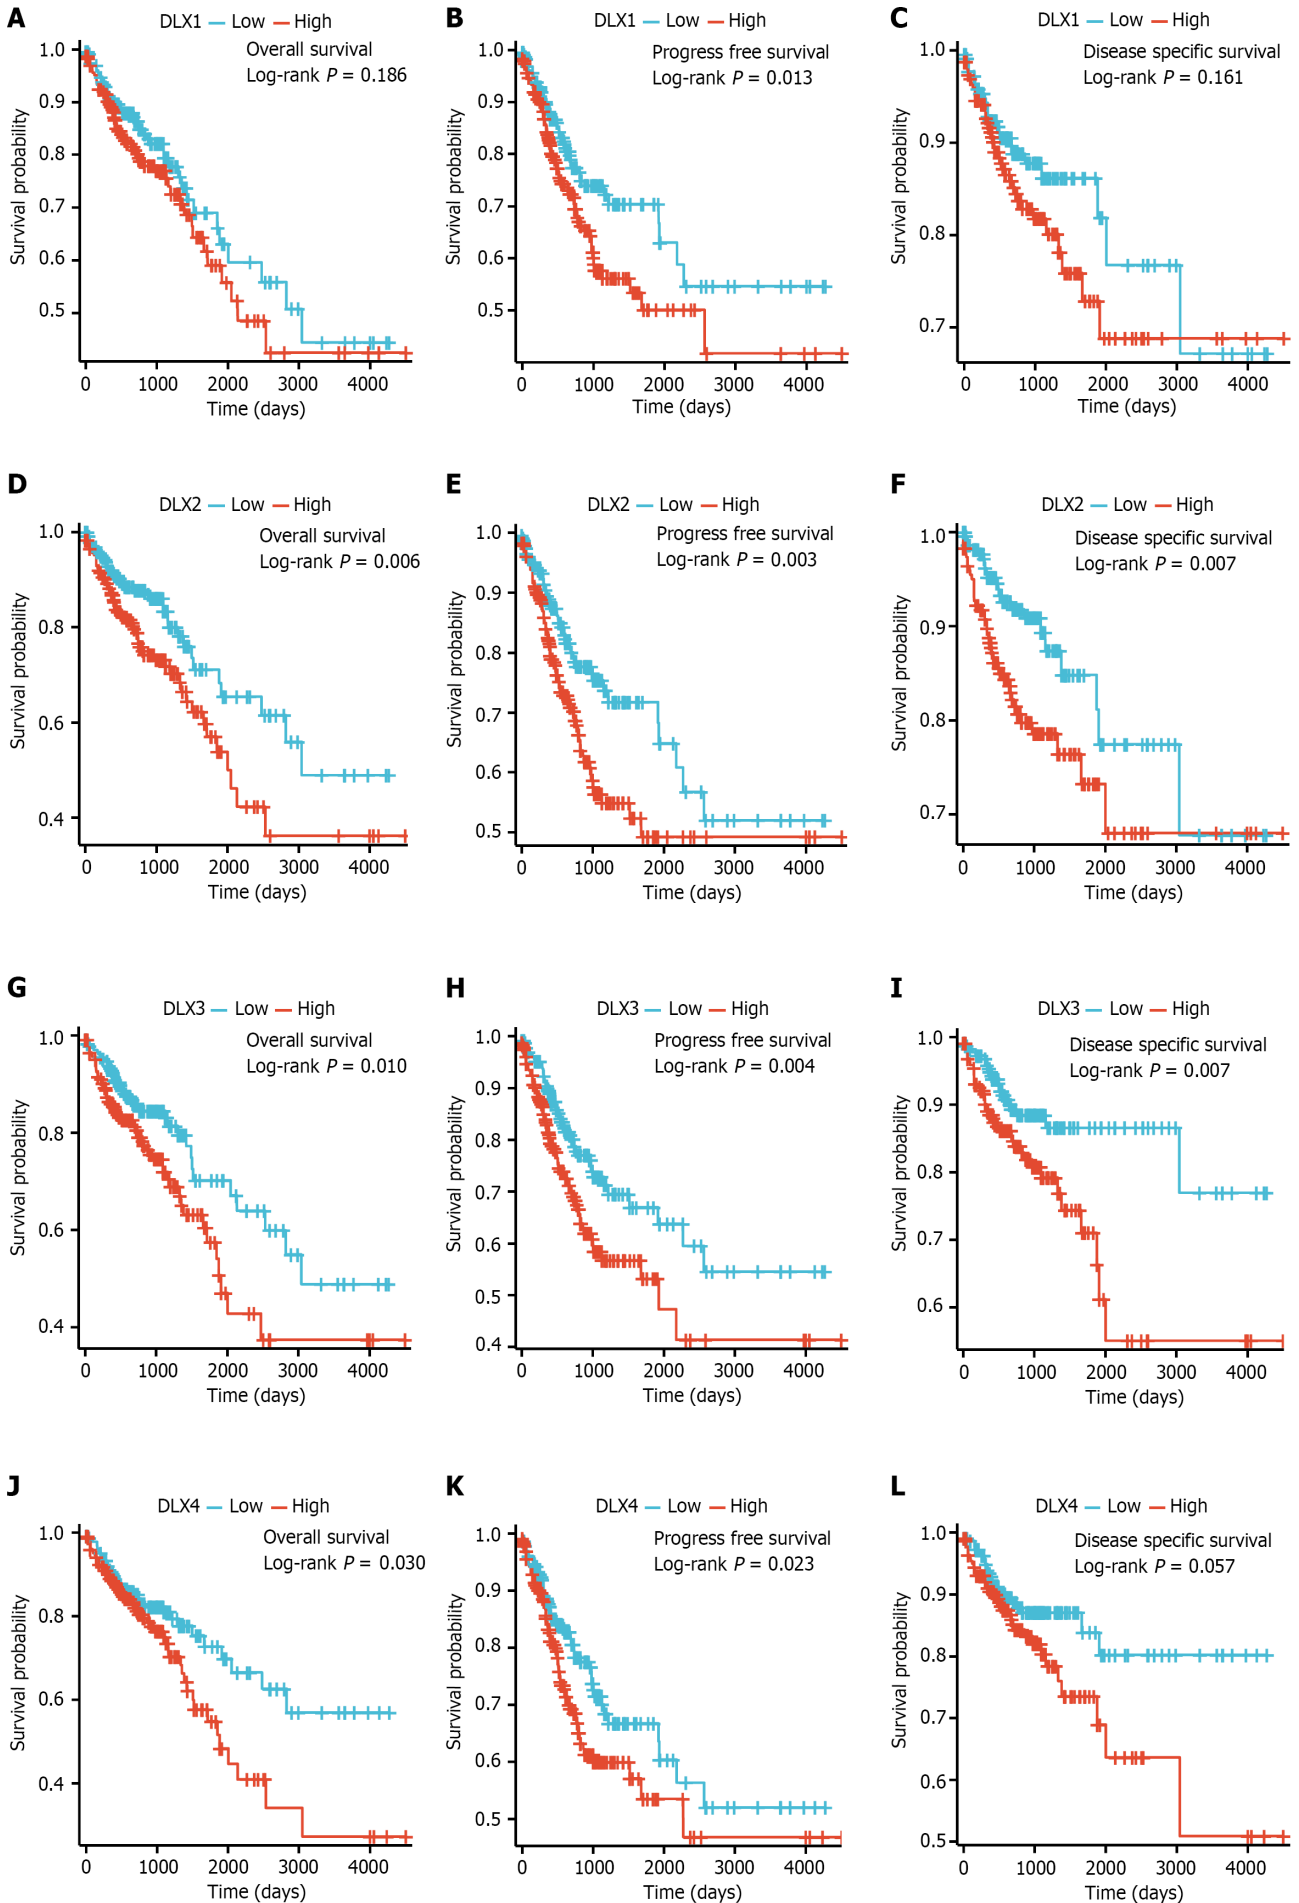 A
DLX1 Low High
Overall survival
Log-rank P = 0.186
Survival probability
1.0
0.9
0.8
0.7
0.6
0.5
0 1000 2000 3000 4000
Time (days)
B
DLX1 Low High
Progress free survival
Log-rank P = 0.013
Survival probability
1.0
0.9
0.8
0.7
0.6
0.5
0 1000 2000 3000 4000
Time (days)
C
DLX1 Low High
Disease specific survival
Log-rank P = 0.161
Survival probability
1.0
0.9
0.8
0.7
0 1000 2000 3000 4000
Time (days)
D
DLX2 Low High
Overall survival
Log-rank P = 0.006
Survival probability
1.0
0.8
0.6
0.4
0 1000 2000 3000 4000
Time (days)
E
DLX2 Low High
Progress free survival
Log-rank P = 0.003
Survival probability
1.0
0.9
0.8
0.7
0.6
0.5
0 1000 2000 3000 4000
Time (days)
F
DLX2 Low High
Disease specific survival
Log-rank P = 0.007
Survival probability
1.0
0.9
0.8
0.7
0 1000 2000 3000 4000
Time (days)
G
DLX3 Low High
Overall survival
Log-rank P = 0.010
Survival probability
1.0
0.8
0.6
0.4
0 1000 2000 3000 4000
Time (days)
H
DLX3 Low High
Progress free survival
Log-rank P = 0.004
Survival probability
1.0
0.9
0.8
0.7
0.6
0.5
0.4
0 1000 2000 3000 4000
Time (days)
I
DLX3 Low High
Disease specific survival
Log-rank P = 0.007
Survival probability
1.0
0.9
0.8
0.7
0.6
0 1000 2000 3000 4000
Time (days)
J
DLX4 Low High
Overall survival
Log-rank P = 0.030
Survival probability
1.0
0.8
0.6
0.4
0 1000 2000 3000 4000
Time (days)
K
DLX4 Low High
Progress free survival
Log-rank P = 0.023
Survival probability
1.0
0.9
0.8
0.7
0.6
0.5
0 1000 2000 3000 4000
Time (days)
L
DLX4 Low High
Disease specific survival
Log-rank P = 0.057
Survival probability
1.0
0.9
0.8
0.7
0.6
0.5
0 1000 2000 3000 4000
Time (days)